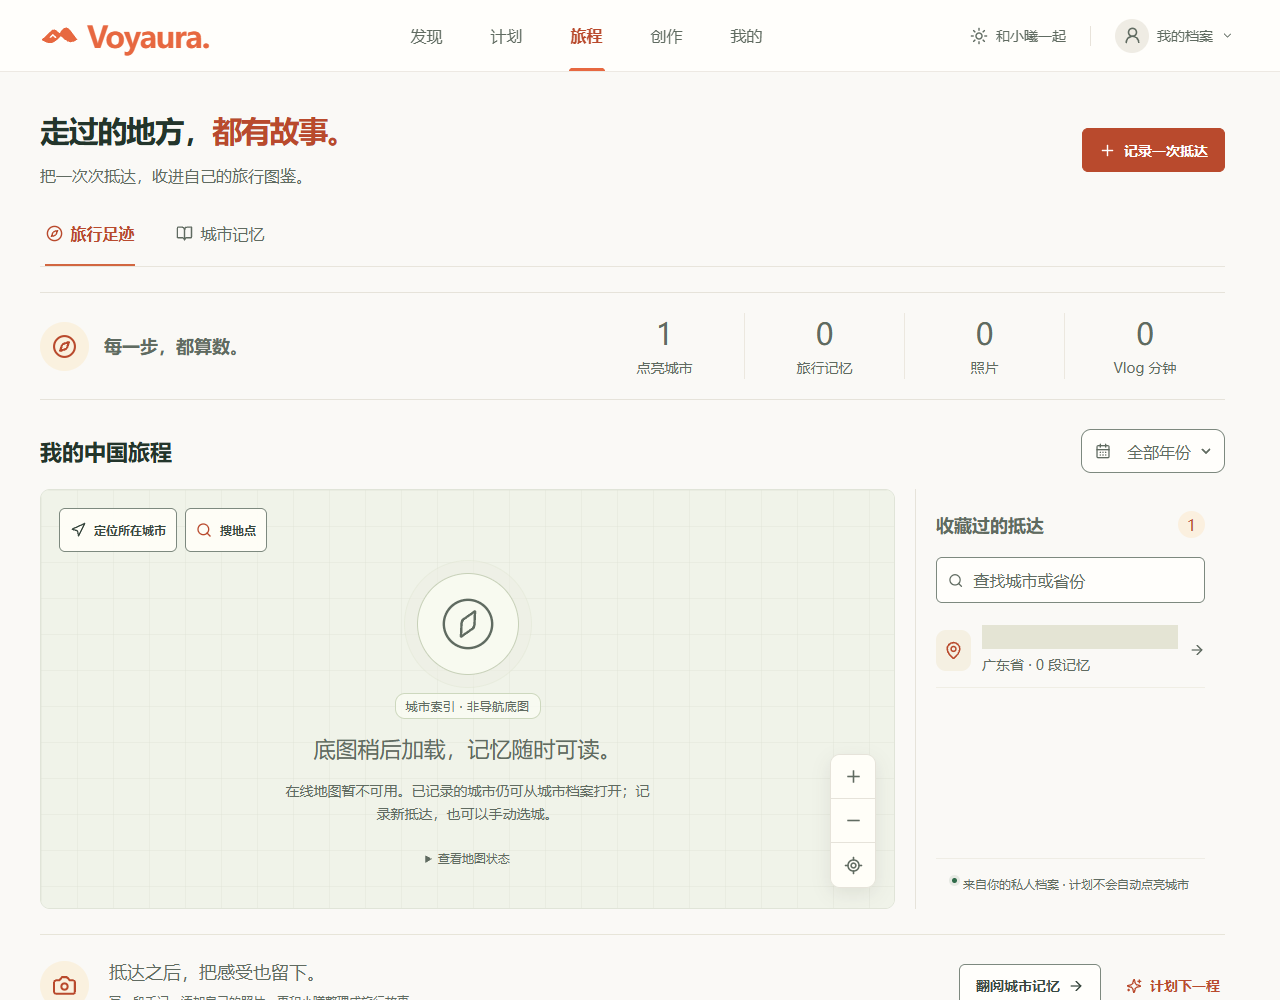 Voyaura.
发现
计划
旅程
创作
我的
和小曦一起
我的档案
走过的地方，都有故事。
记录一次抵达
把一次次抵达，收进自己的旅行图鉴。
旅行足迹
城市记忆
每一步，都算数。
1
点亮城市
0
旅行记忆
0
照片
0
Vlog 分钟
我的中国旅程
全部年份
定位所在城市
搜地点
城市索引 · 非导航底图
底图稍后加载，记忆随时可读。
在线地图暂不可用。已记录的城市仍可从城市档案打开；记
录新抵达，也可以手动选城。
查看地图状态
收藏过的抵达
1
查找城市或省份
广东省 · 0 段记忆
来自你的私人档案 · 计划不会自动点亮城市
抵达之后，把感受也留下。
翻阅城市记忆
计划下一程